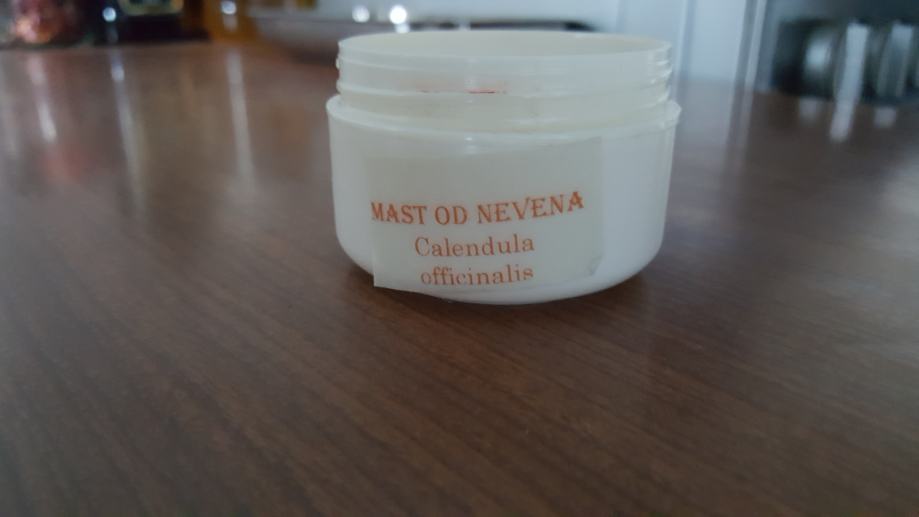 MAST OD NEVENA
Calendula
officinalis